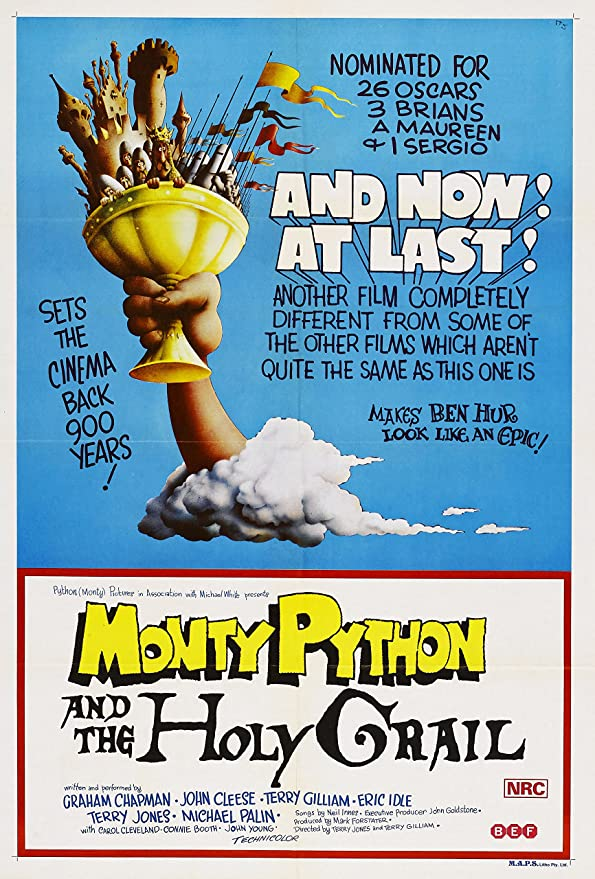 NOMINATED FOR
26 OSCARS
3 BRIANS
A MAUREEN
& 1 SERGIO
AND NOW!
AT LAST!
ANOTHER FILM COMPLETELY
DIFFERENT FROM SOME OF
THE OTHER FILMS WHICH AREN'T
QUITE THE SAME AS THIS ONE IS
SETS
THE
CINEMA
BACK
900
YEARS!
MAKES BEN HUR
LOOK LIKE AN EPIC!
Python (Monty) Pictures in Association with Michael White presents
MONTY PYTHON
AND THE HOLY GRAIL
written and performed by
GRAHAM CHAPMAN • JOHN CLEESE • TERRY GILLIAM • ERIC IDLE
TERRY JONES • MICHAEL PALIN •
with CAROL CLEVELAND • CONNIE BOOTH • JOHN YOUNG •
Songs by Neil Innes • Executive Producer John Goldstone •
Produced by MARK FORSTATER •
Directed by TERRY JONES and TERRY GILLIAM •
TECHNICOLOR
NRC
BEF
M.A.P.S. Litho Pty. Ltd.